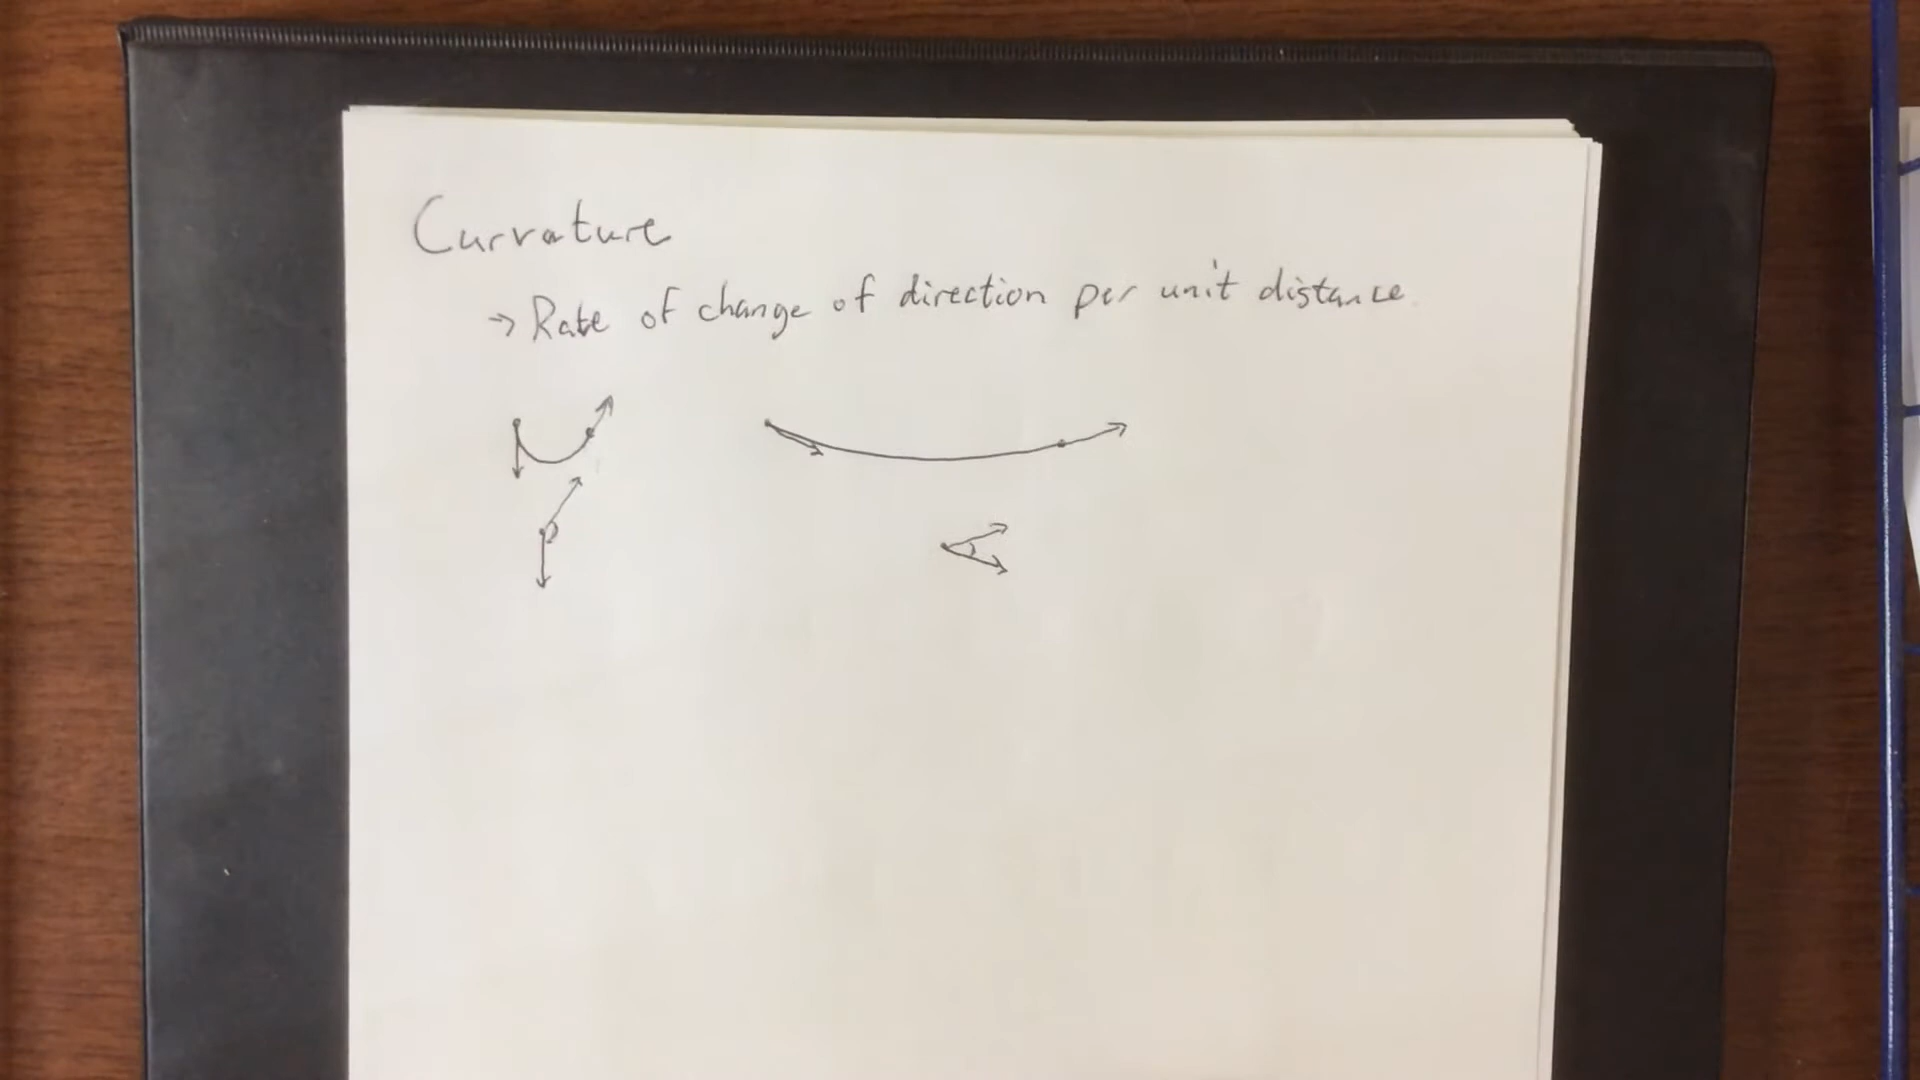 Curvature
→ Rate of change of direction per unit distance